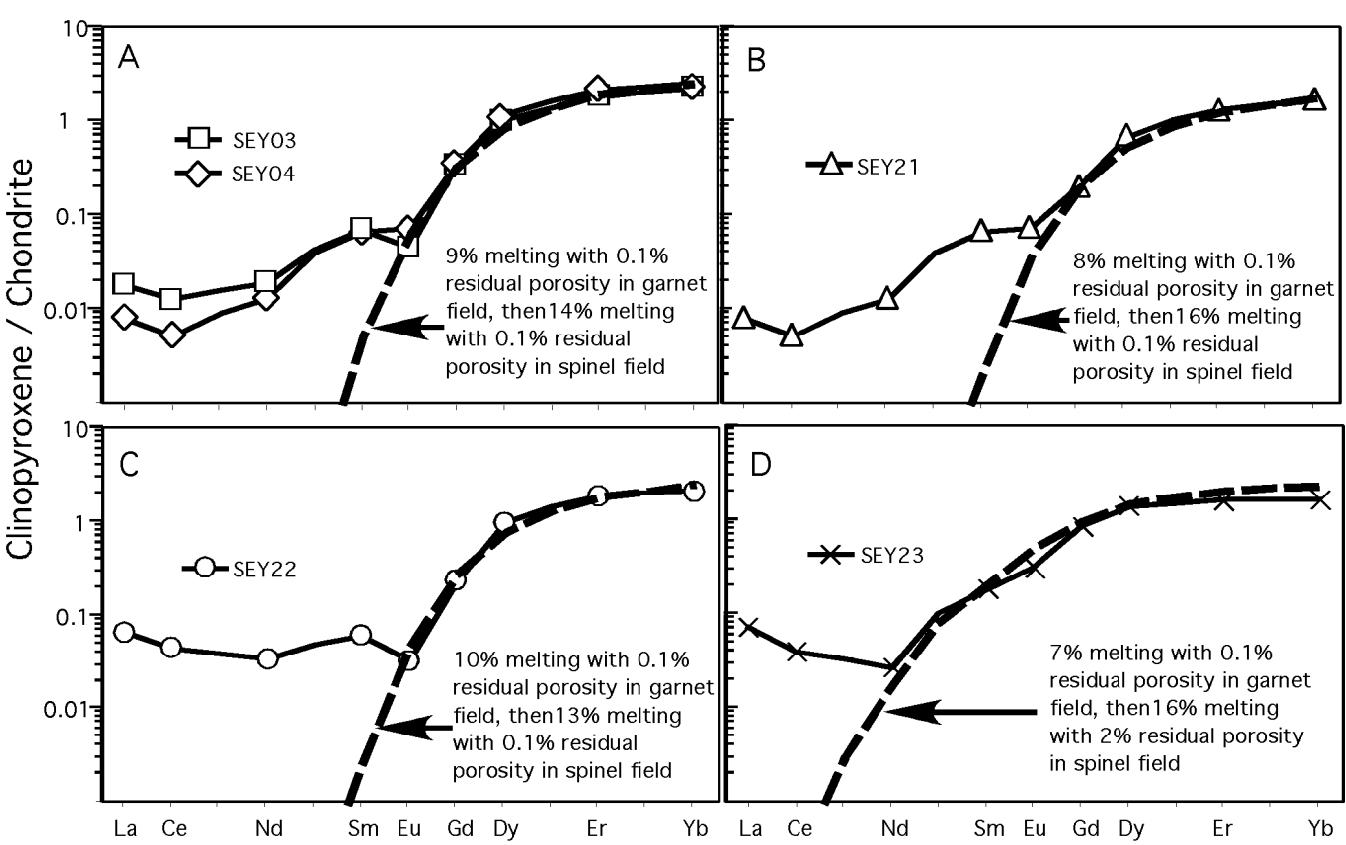 Clinopyroxene / Chondrite
10
1
0.1
0.01
A
SEY03
SEY04
9% melting with 0.1%
residual porosity in garnet
field, then14% melting
with 0.1% residual
porosity in spinel field
B
SEY21
8% melting with 0.1%
residual porosity in garnet
field, then16% melting
with 0.1% residual
porosity in spinel field
10
1
0.1
0.01
C
SEY22
10% melting with 0.1%
residual porosity in garnet
field, then13% melting
with 0.1% residual
porosity in spinel field
D
SEY23
7% melting with 0.1%
residual porosity in garnet
field, then16% melting
with 2% residual porosity
in spinel field
La Ce Nd Sm Eu Gd Dy Er Yb
La Ce Nd Sm Eu Gd Dy Er Yb